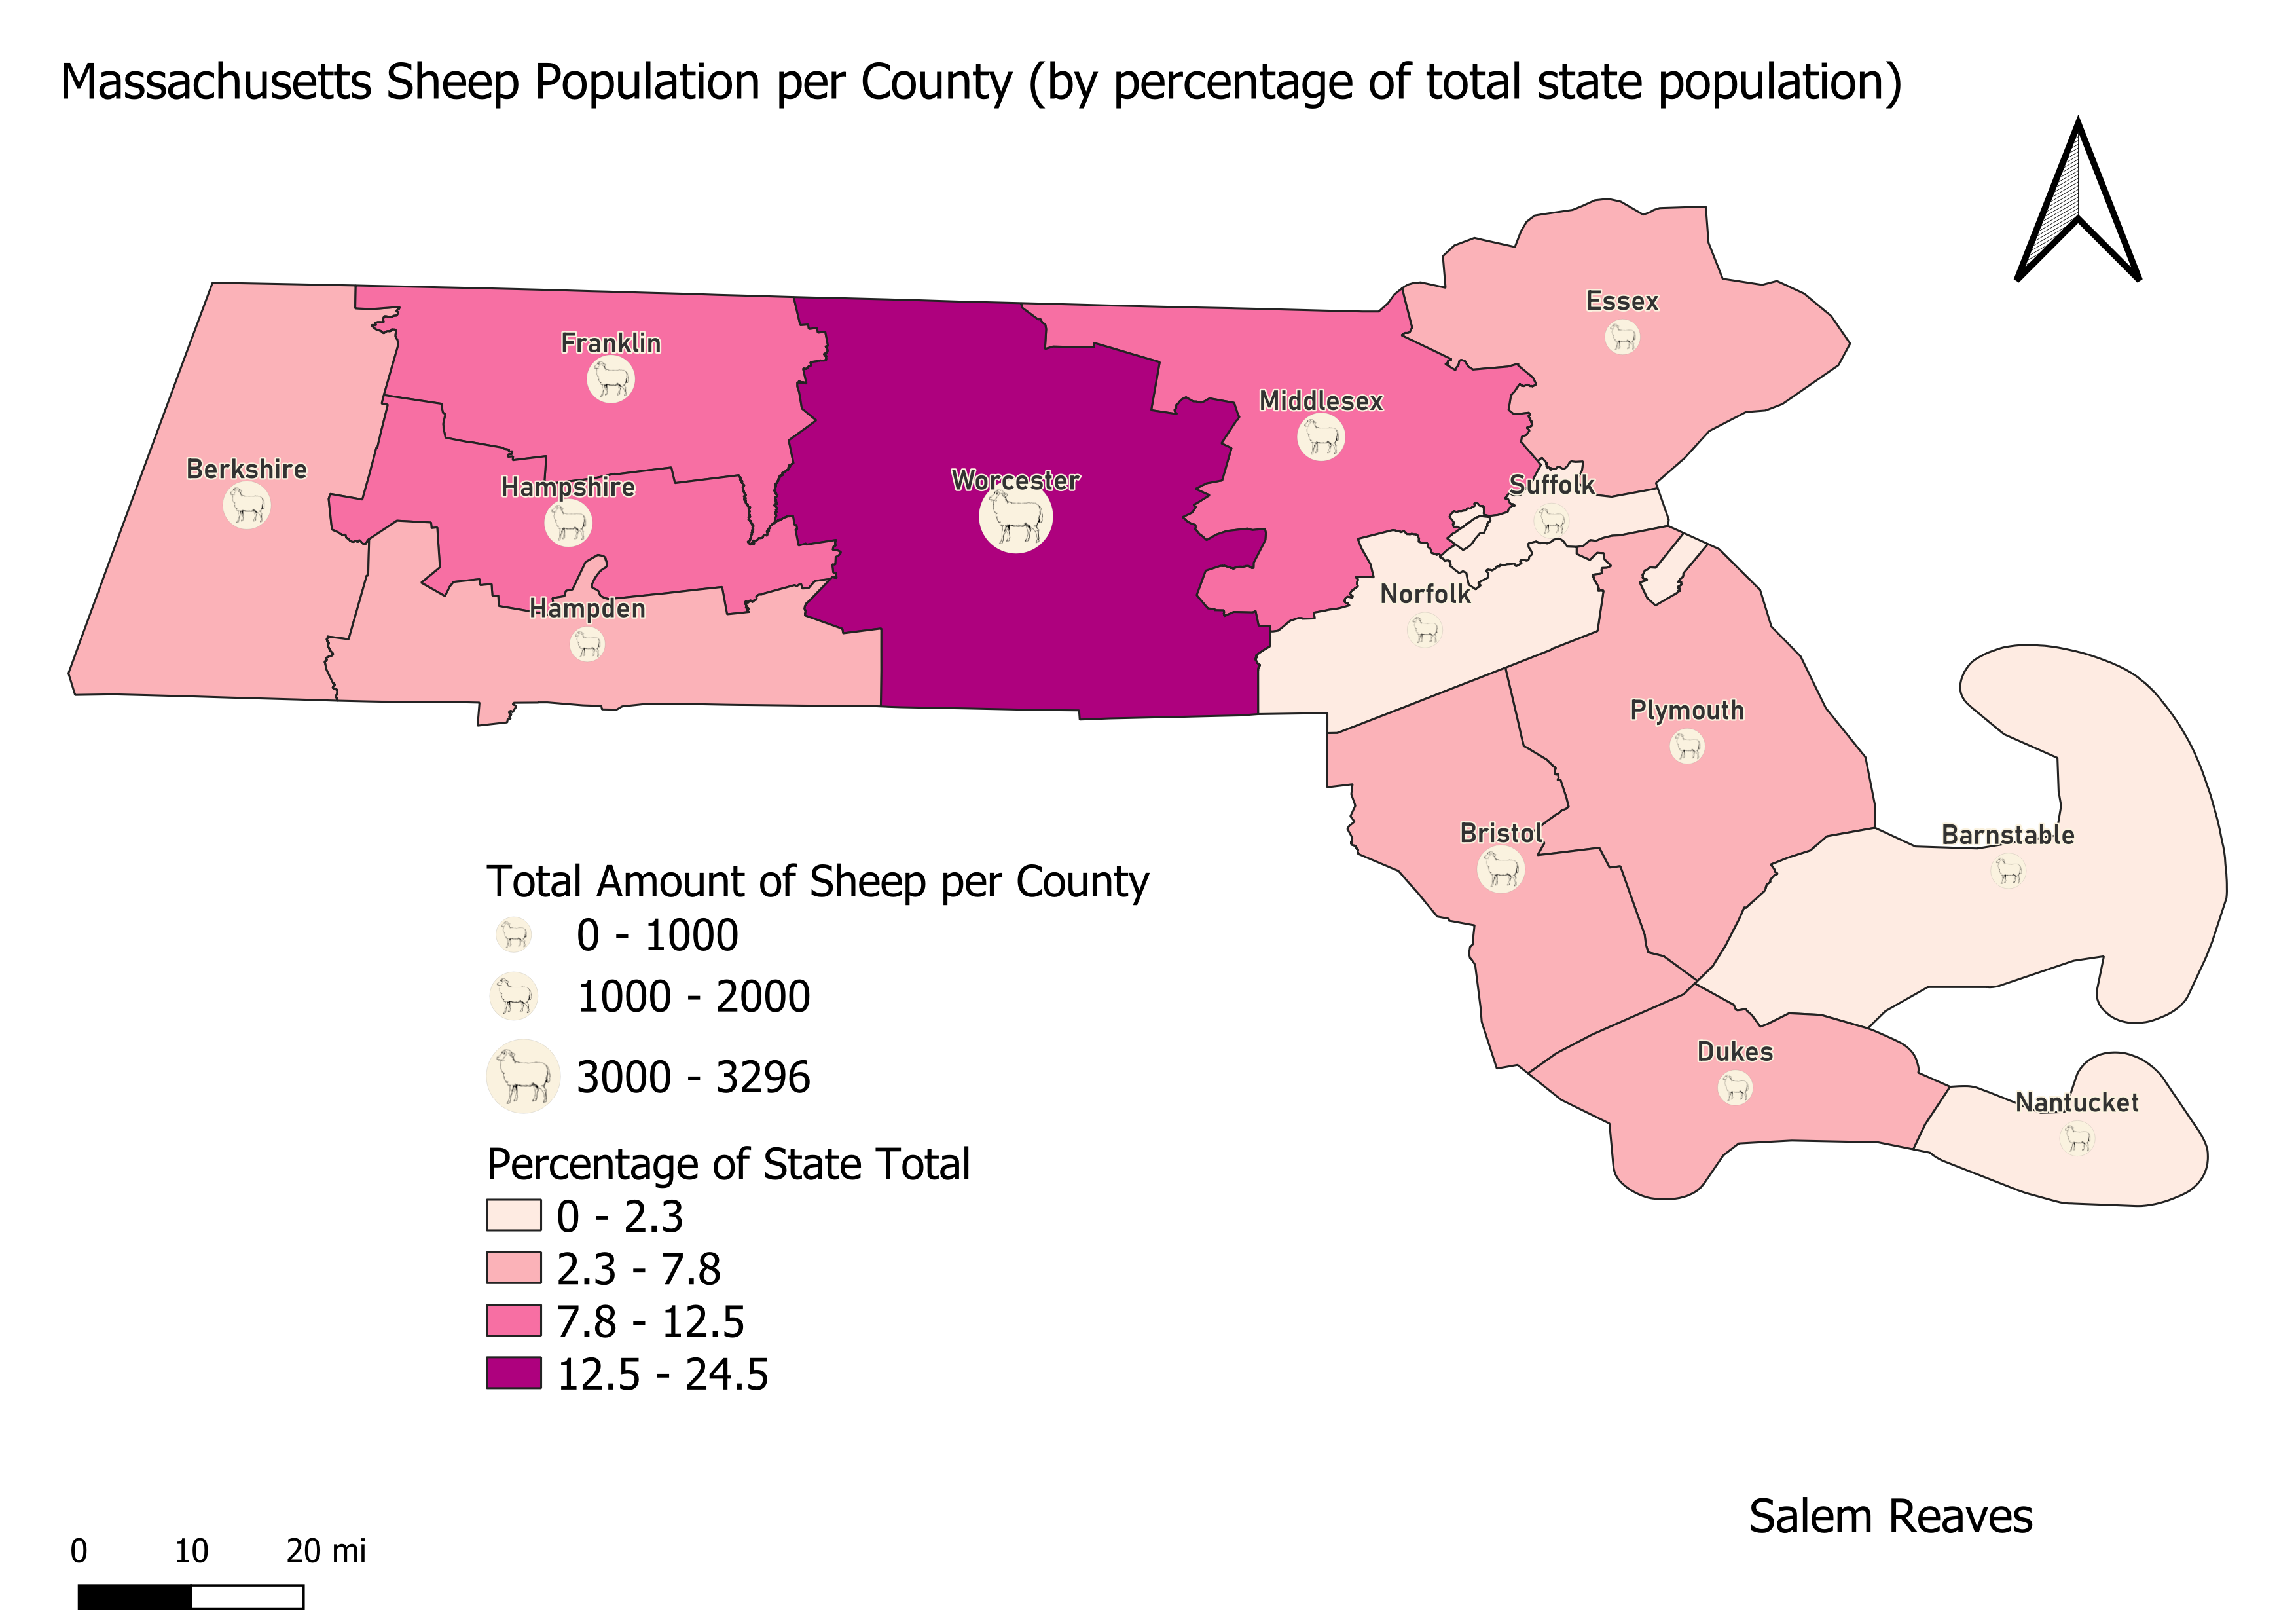 Massachusetts Sheep Population per County (by percentage of total state population)
Essex
Franklin
Middlesex
Berkshire
Worcester
Suffolk
Hampshire
Norfolk
Hampden
Plymouth
Bristol
Barnstable
Dukes
Nantucket
Total Amount of Sheep per County
0 - 1000
1000 - 2000
3000 - 3296
Percentage of State Total
0 - 2.3
2.3 - 7.8
7.8 - 12.5
12.5 - 24.5
Salem Reaves
0 10 20 mi